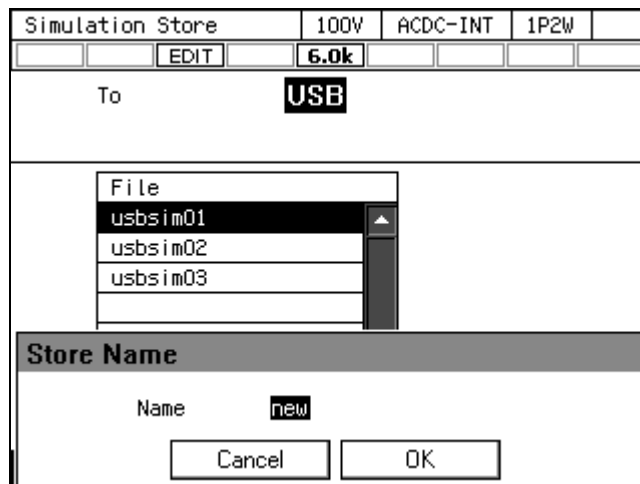 Simulation Store 100V ACDC-INT 1P2W
EDIT 6.0k
To USB
File
usbsim01
usbsim02
usbsim03
Store Name
Name new
Cancel OK